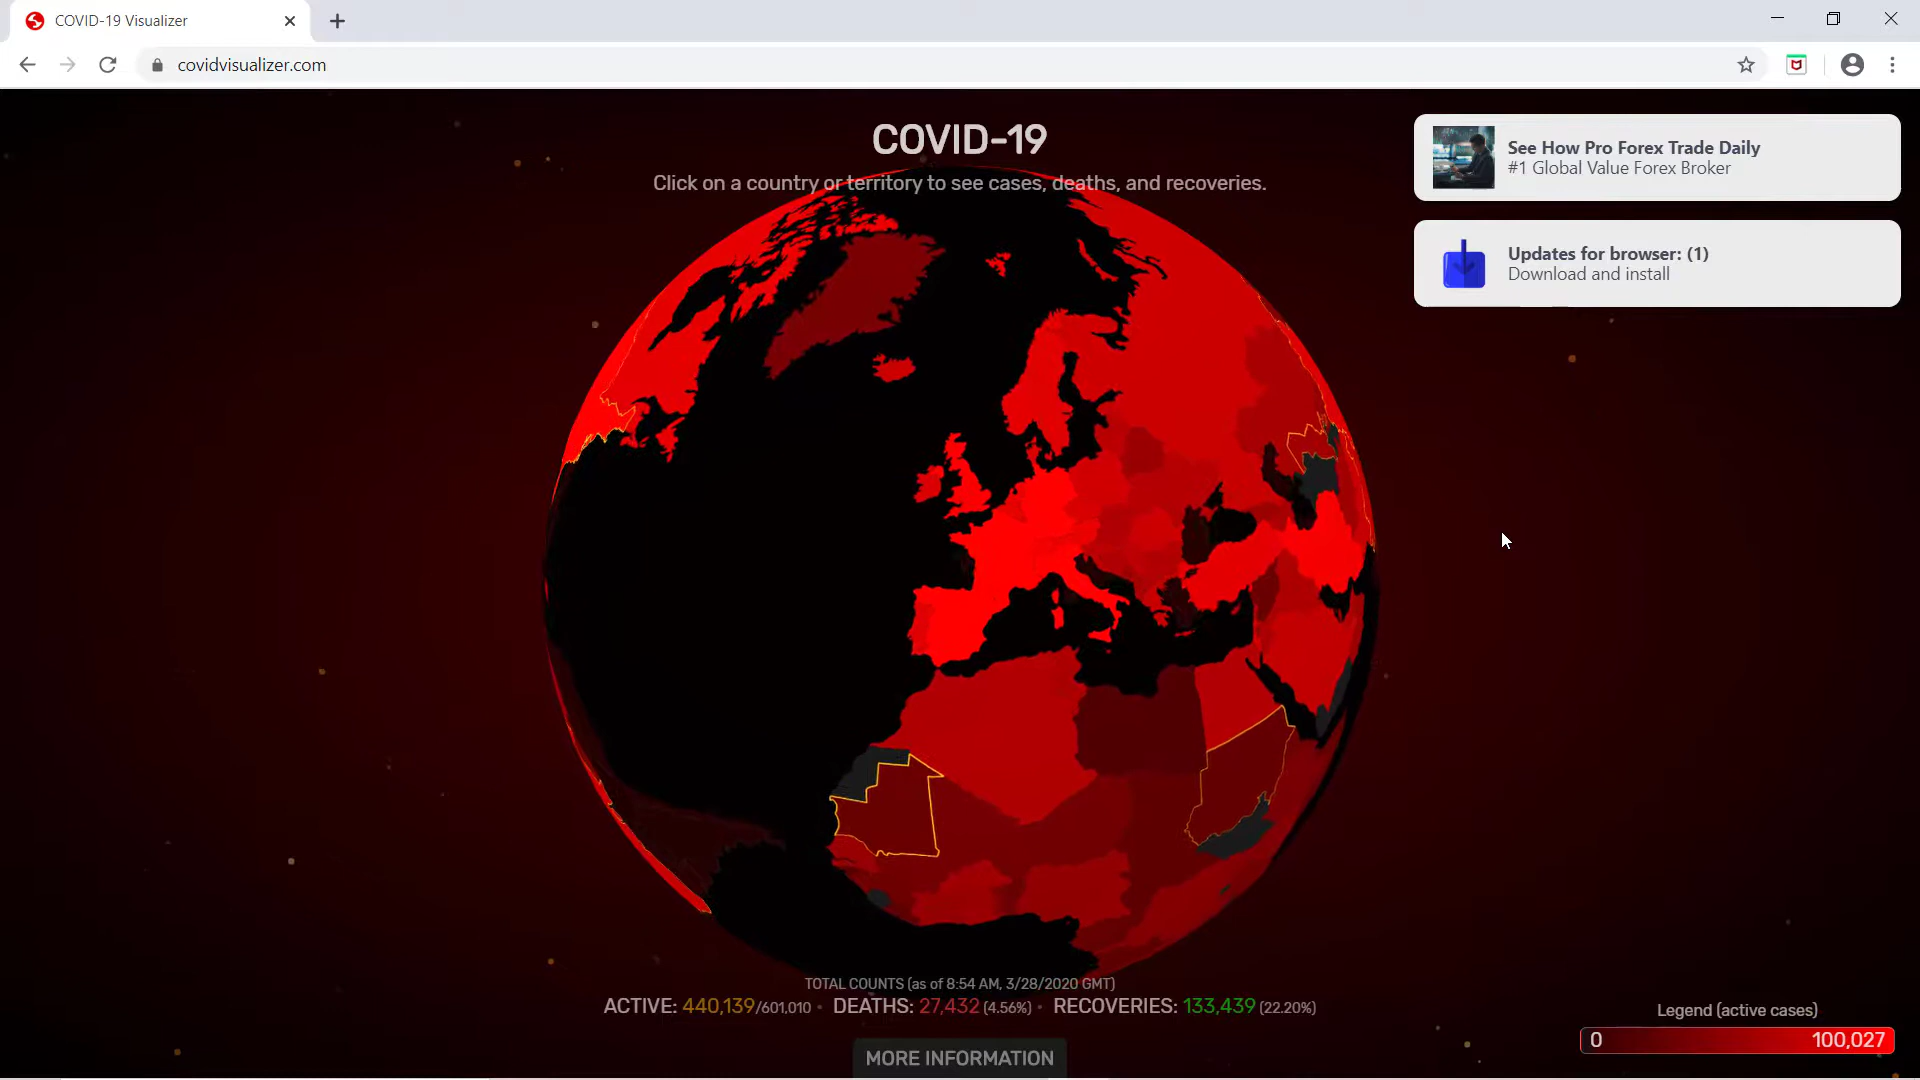 COVID-19 Visualizer
covidvisualizer.com
COVID-19
Click on a country or territory to see cases, deaths, and recoveries.
See How Pro Forex Trade Daily
#1 Global Value Forex Broker
Updates for browser: (1)
Download and install
TOTAL COUNTS (as of 8:54 AM, 3/28/2020 GMT)
ACTIVE: 440,139/601,010 · DEATHS: 27,432 (4.56%) · RECOVERIES: 133,439 (22.20%)
MORE INFORMATION
Legend (active cases)
0 100,027